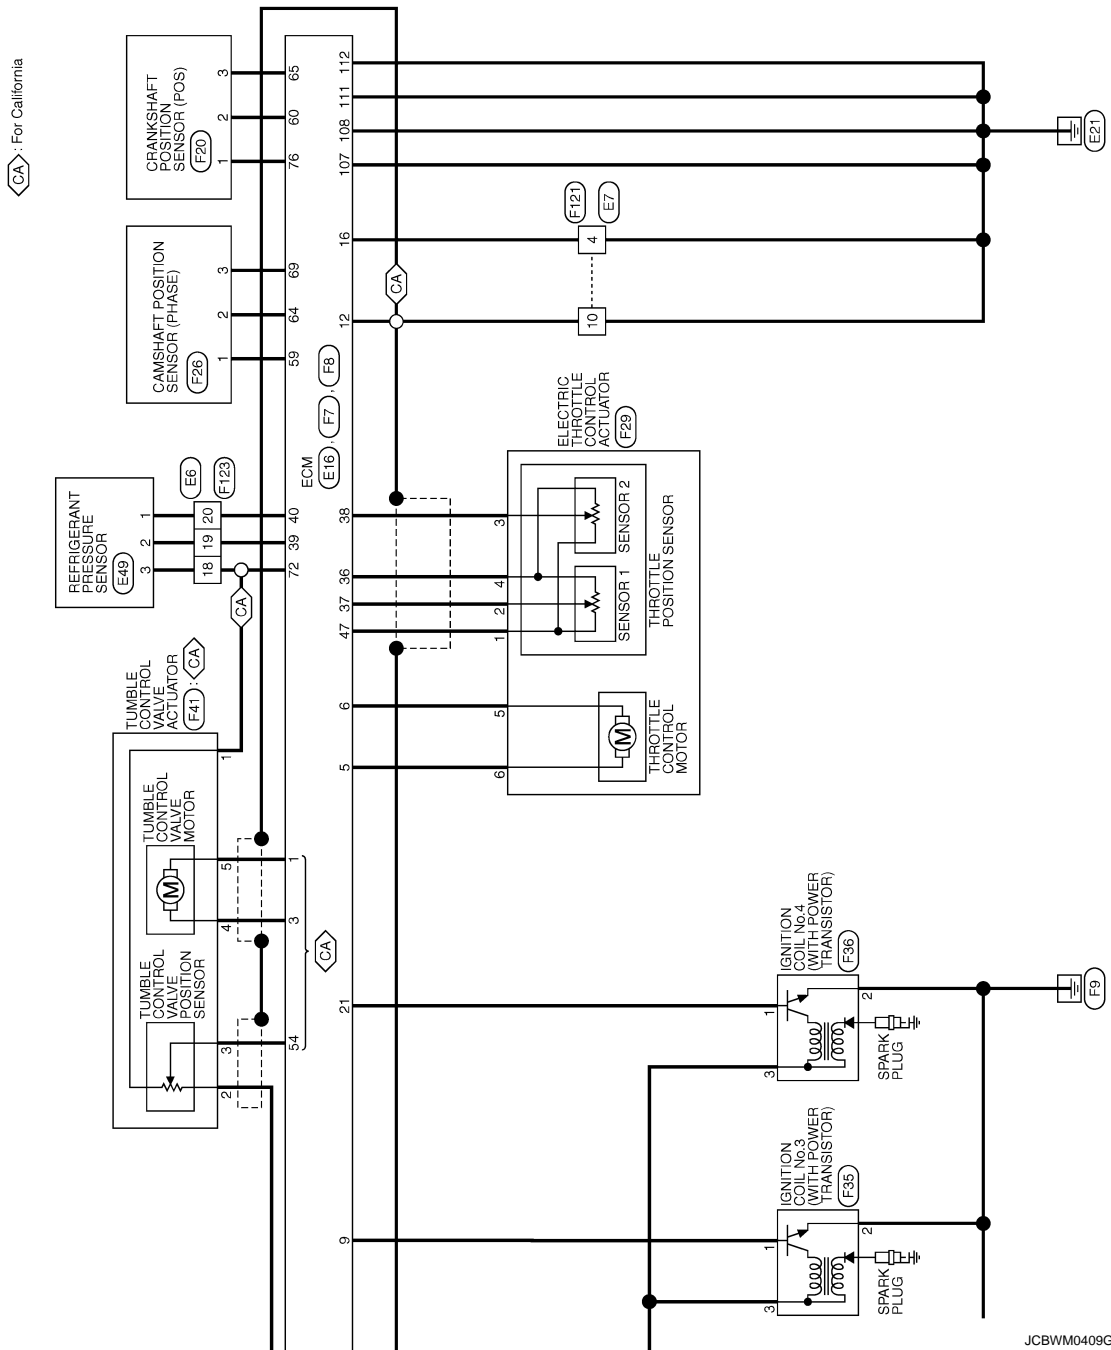 CA : For California
CRANKSHAFT
POSITION
SENSOR (POS)
F20
3
2
1
65
60
76
CAMSHAFT POSITION
SENSOR (PHASE)
F26
3
2
1
69
64
59
REFRIGERANT
PRESSURE
SENSOR
E49
1
2
3
E6
F123
20
19
18
40
39
72
CA
TUMBLE
CONTROL
VALVE
ACTUATOR
F41 : CA
1
TUMBLE
CONTROL
VALVE
MOTOR
M
5
4
1
3
TUMBLE
CONTROL
VALVE
POSITION
SENSOR
3
2
54
CA
ECM
E16 , F7 , F8
112
111
108
107
16
12
CA
F121
E7
4
10
E21
38
36
37
47
6
5
21
9
ELECTRIC
THROTTLE
CONTROL
ACTUATOR
F29
3
4
2
1
5
6
SENSOR 2
SENSOR 1
THROTTLE
POSITION SENSOR
M
THROTTLE
CONTROL
MOTOR
IGNITION
COIL No.4
(WITH POWER
TRANSISTOR)
F36
1
2
3
SPARK
PLUG
F9
IGNITION
COIL No.3
(WITH POWER
TRANSISTOR)
F35
1
2
3
SPARK
PLUG
JCBWM0409G